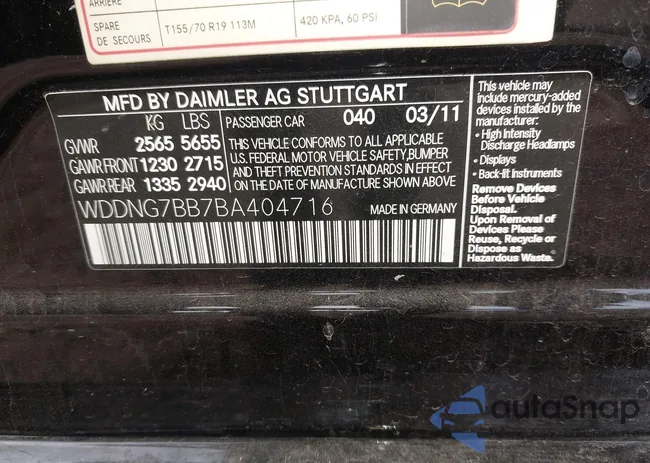 SPARE T155/70 R19 113M 420 KPA, 60 PSI
DE SECOURS
MFD BY DAIMLER AG STUTTGART
KG LBS PASSENGER CAR 040 03/11
GVWR 2565 5655
GAWR FRONT 1230 2715
GAWR REAR 1335 2940
THIS VEHICLE CONFORMS TO ALL APPLICABLE
U.S. FEDERAL MOTOR VEHICLE SAFETY,BUMPER
AND THEFT PREVENTION STANDARDS IN EFFECT
ON THE DATE OF MANUFACTURE SHOWN ABOVE.
WDDNG7BB7BA404716 MADE IN GERMANY
This vehicle may
include mercury-added
devices installed by the
manufacturer:
• High Intensity
Discharge Headlamps
• Displays
• Back-lit Instruments
Remove Devices
Before Vehicle
Disposal.
Upon Removal of
Devices Please
Reuse, Recycle or
Dispose as
Hazardous Waste.
autoSnap